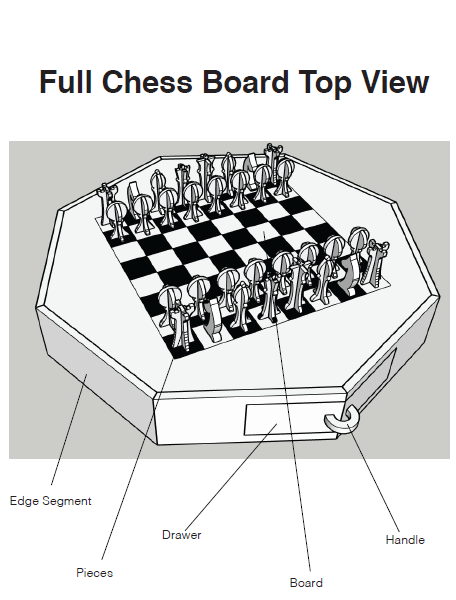 Full Chess Board Top View
Edge Segment
Drawer
Handle
Pieces
Board